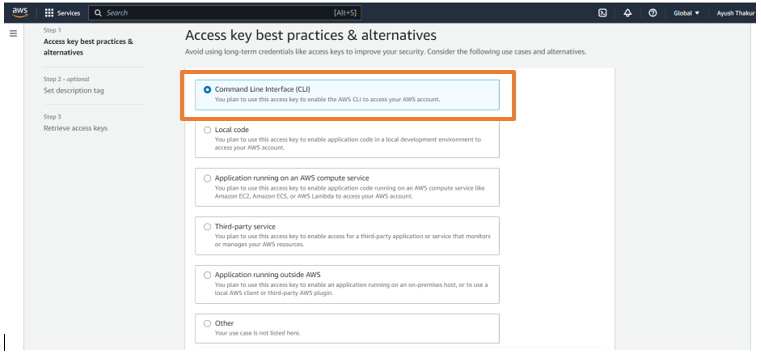 aws
Services
Search
[Alt+S]
Global
Ayush Thakur
Step 1
Access key best practices &
alternatives
Step 2 - optional
Set description tag
Step 3
Retrieve access keys
Access key best practices & alternatives
Avoid using long-term credentials like access keys to improve your security. Consider the following use cases and alternatives.
Command Line Interface (CLI)
You plan to use this access key to enable the AWS CLI to access your AWS account.
Local code
You plan to use this access key to enable application code in a local development environment to
access your AWS account.
Application running on an AWS compute service
You plan to use this access key to enable application code running on an AWS compute service like
Amazon EC2, Amazon ECS, or AWS Lambda to access your AWS account.
Third-party service
You plan to use this access key to enable access for a third-party application or service that monitors
or manages your AWS resources.
Application running outside AWS
You plan to use this access key to enable an application running on an on-premises host, or to use a
local AWS client or third-party AWS plugin.
Other
Your use case is not listed here.